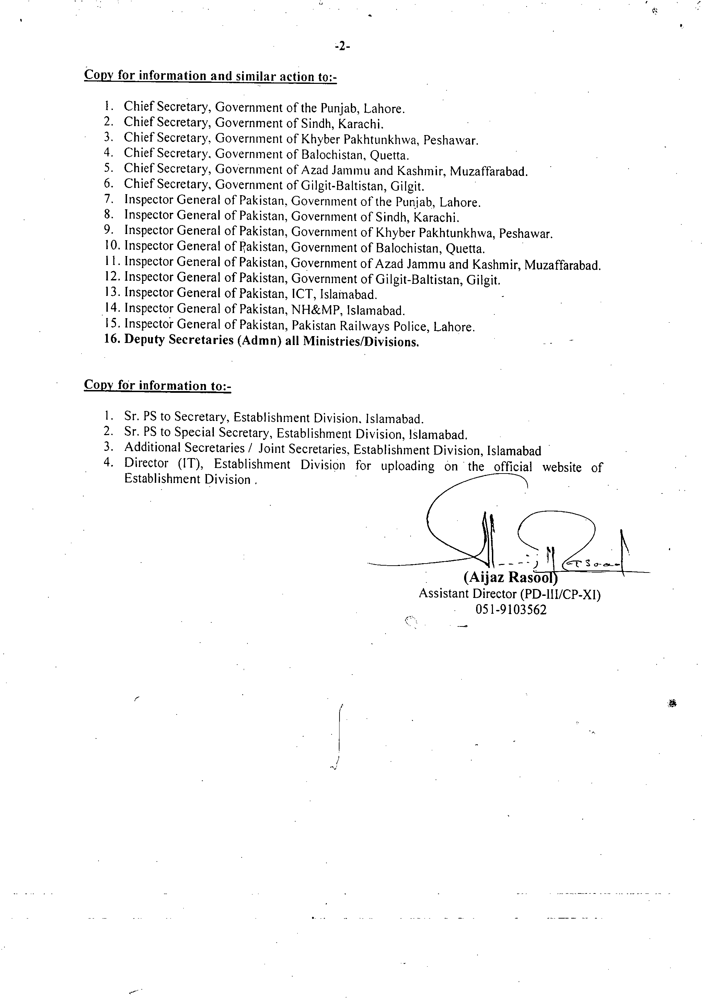 -2-
Copy for information and similar action to:-
1. Chief Secretary, Government of the Punjab, Lahore.
2. Chief Secretary, Government of Sindh, Karachi.
3. Chief Secretary, Government of Khyber Pakhtunkhwa, Peshawar.
4. Chief Secretary, Government of Balochistan, Quetta.
5. Chief Secretary, Government of Azad Jammu and Kashmir, Muzaffarabad.
6. Chief Secretary, Government of Gilgit-Baltistan, Gilgit.
7. Inspector General of Pakistan, Government of the Punjab, Lahore.
8. Inspector General of Pakistan, Government of Sindh, Karachi.
9. Inspector General of Pakistan, Government of Khyber Pakhtunkhwa, Peshawar.
10. Inspector General of Pakistan, Government of Balochistan, Quetta.
11. Inspector General of Pakistan, Government of Azad Jammu and Kashmir, Muzaffarabad.
12. Inspector General of Pakistan, Government of Gilgit-Baltistan, Gilgit.
13. Inspector General of Pakistan, ICT, Islamabad.
14. Inspector General of Pakistan, NH&MP, Islamabad.
15. Inspector General of Pakistan, Pakistan Railways Police, Lahore.
16. Deputy Secretaries (Admn) all Ministries/Divisions.
Copy for information to:-
1. Sr. PS to Secretary, Establishment Division, Islamabad.
2. Sr. PS to Special Secretary, Establishment Division, Islamabad.
3. Additional Secretaries / Joint Secretaries, Establishment Division, Islamabad
4. Director (IT), Establishment Division for uploading on the official website of
Establishment Division .
(Aijaz Rasool)
Assistant Director (PD-III/CP-XI)
051-9103562